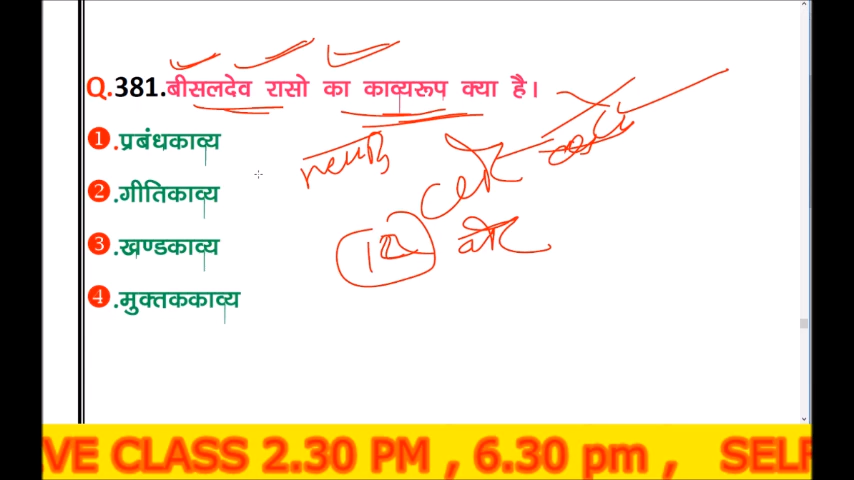 Q.381.बीसलदेव रासो का काव्यरूप क्या है।
1.प्रबंधकाव्य
2.गीतिकाव्य
3.खण्डकाव्य
4.मुक्तककाव्य
VE CLASS 2.30 PM , 6.30 pm , SELF